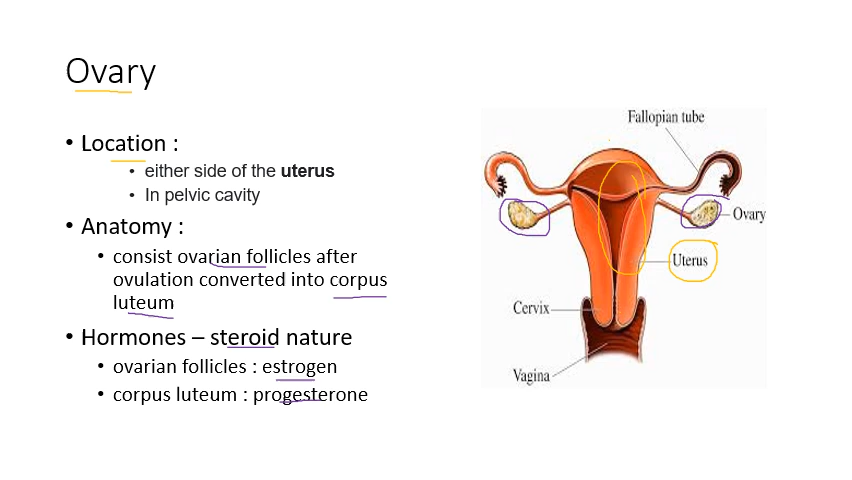 Ovary
• Location :
• either side of the uterus
• In pelvic cavity
• Anatomy :
• consist ovarian follicles after
ovulation converted into corpus
luteum
• Hormones – steroid nature
• ovarian follicles : estrogen
• corpus luteum : progesterone
Fallopian tube
Ovary
Uterus
Cervix
Vagina